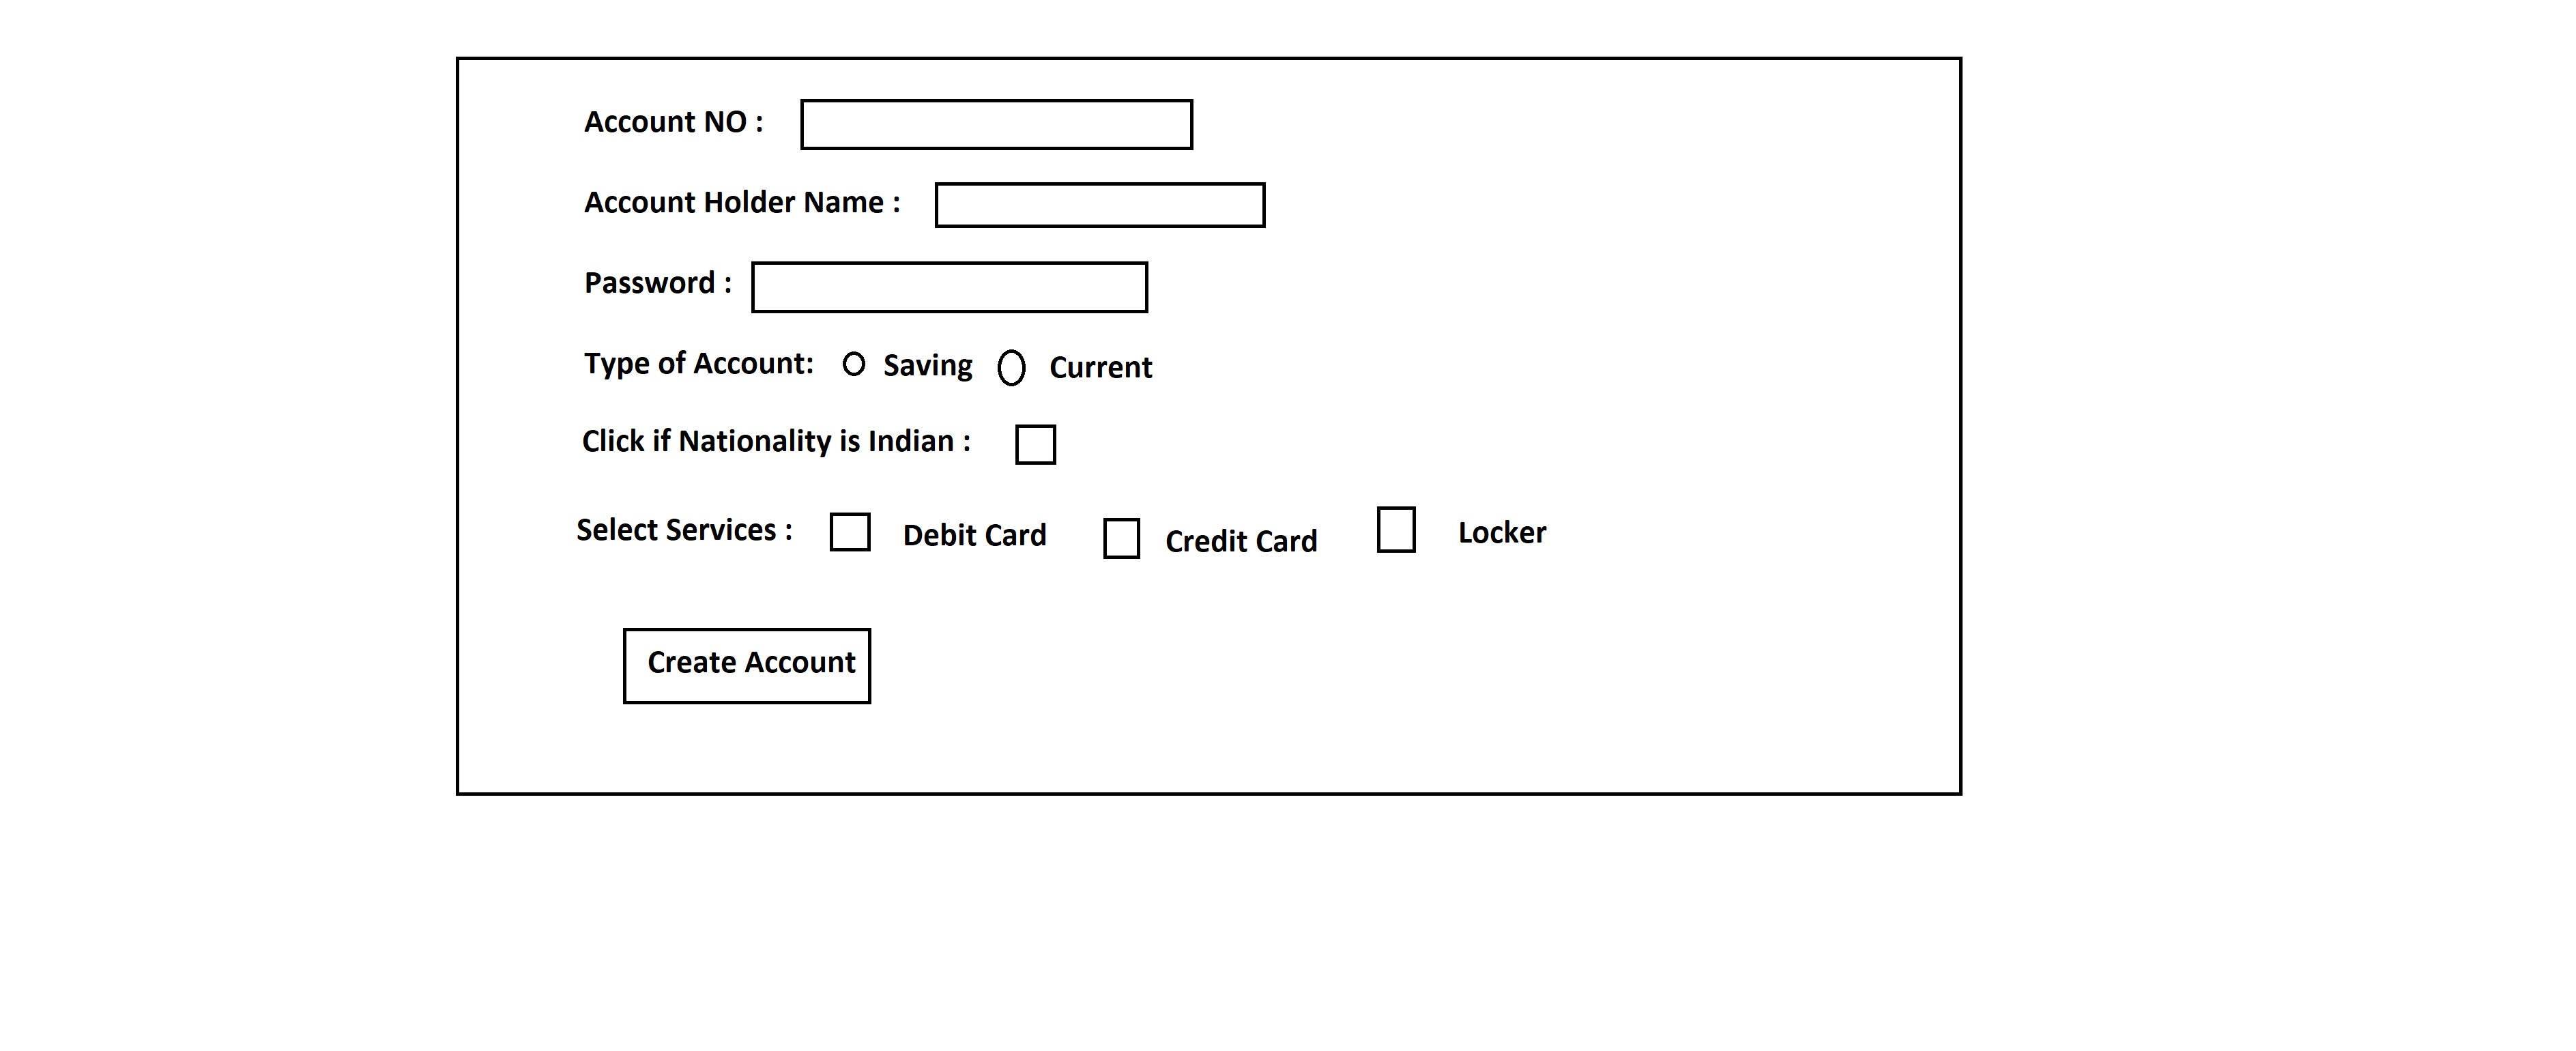 Account NO :
Account Holder Name :
Password :
Type of Account: Saving Current
Click if Nationality is Indian :
Select Services : Debit Card Credit Card Locker
Create Account